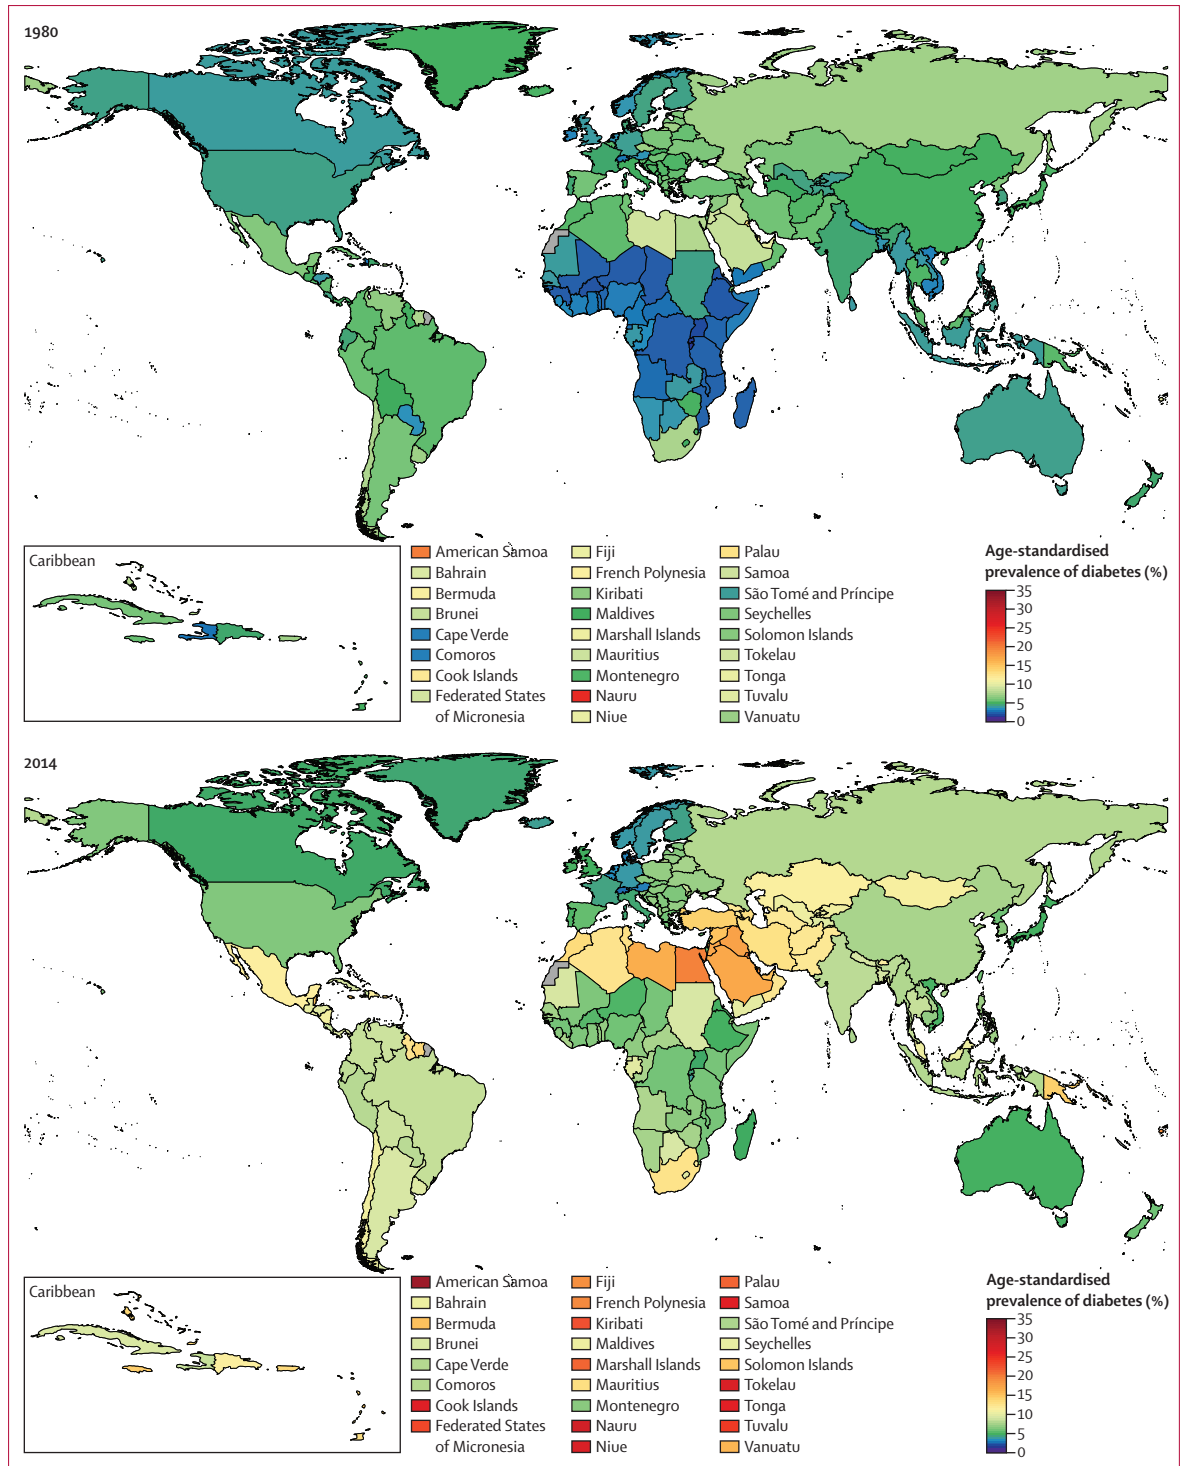 1980
Caribbean
American Samoa
Bahrain
Bermuda
Brunei
Cape Verde
Comoros
Cook Islands
Federated States
of Micronesia
Fiji
French Polynesia
Kiribati
Maldives
Marshall Islands
Mauritius
Montenegro
Nauru
Niue
Palau
Samoa
São Tomé and Príncipe
Seychelles
Solomon Islands
Tokelau
Tonga
Tuvalu
Vanuatu
Age-standardised
prevalence of diabetes (%)
35
30
25
20
15
10
5
0
2014
Caribbean
American Samoa
Bahrain
Bermuda
Brunei
Cape Verde
Comoros
Cook Islands
Federated States
of Micronesia
Fiji
French Polynesia
Kiribati
Maldives
Marshall Islands
Mauritius
Montenegro
Nauru
Niue
Palau
Samoa
São Tomé and Príncipe
Seychelles
Solomon Islands
Tokelau
Tonga
Tuvalu
Vanuatu
Age-standardised
prevalence of diabetes (%)
35
30
25
20
15
10
5
0